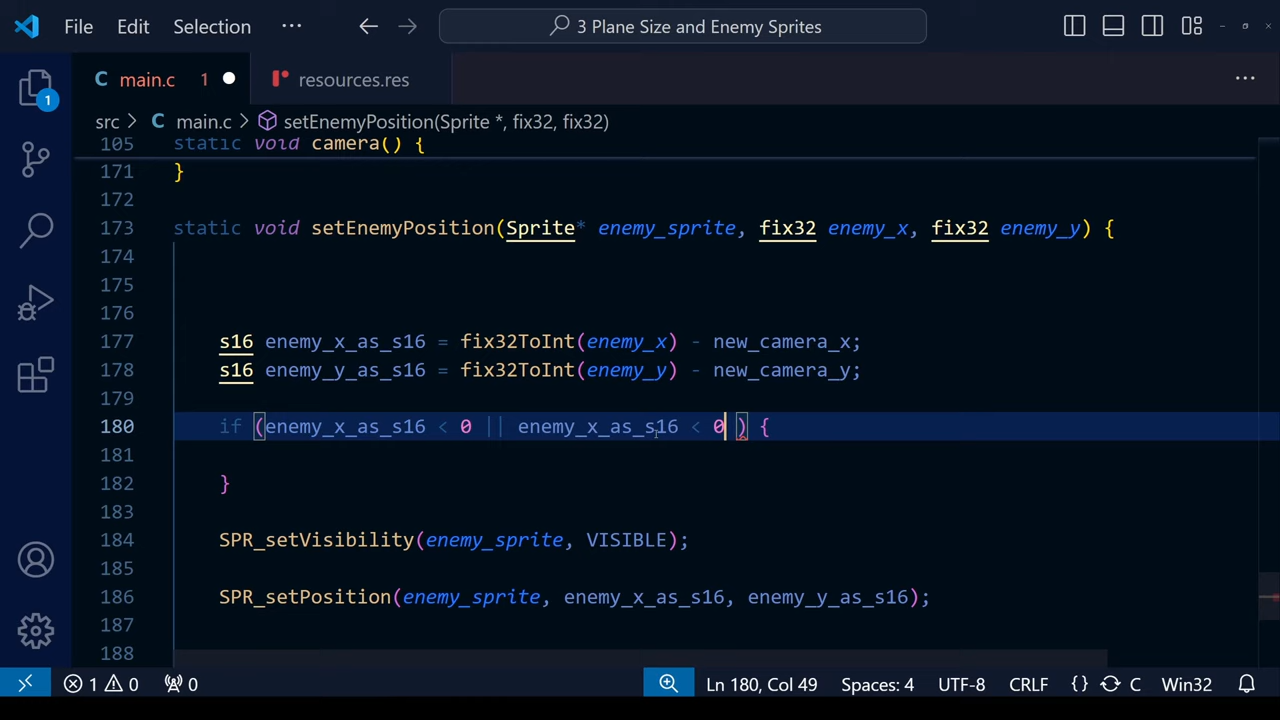 File Edit Selection ··· 3 Plane Size and Enemy Sprites
C main.c 1 resources.res ···
src > C main.c > setEnemyPosition(Sprite *, fix32, fix32)
105 static void camera() {
171 }
172
173 static void setEnemyPosition(Sprite* enemy_sprite, fix32 enemy_x, fix32 enemy_y) {
174
175
176
177 s16 enemy_x_as_s16 = fix32ToInt(enemy_x) - new_camera_x;
178 s16 enemy_y_as_s16 = fix32ToInt(enemy_y) - new_camera_y;
179
180 if (enemy_x_as_s16 < 0 || enemy_x_as_s16 < 0 ) {
181
182 }
183
184 SPR_setVisibility(enemy_sprite, VISIBLE);
185
186 SPR_setPosition(enemy_sprite, enemy_x_as_s16, enemy_y_as_s16);
187
188
1 0 0 Ln 180, Col 49 Spaces: 4 UTF-8 CRLF {} C Win32
1